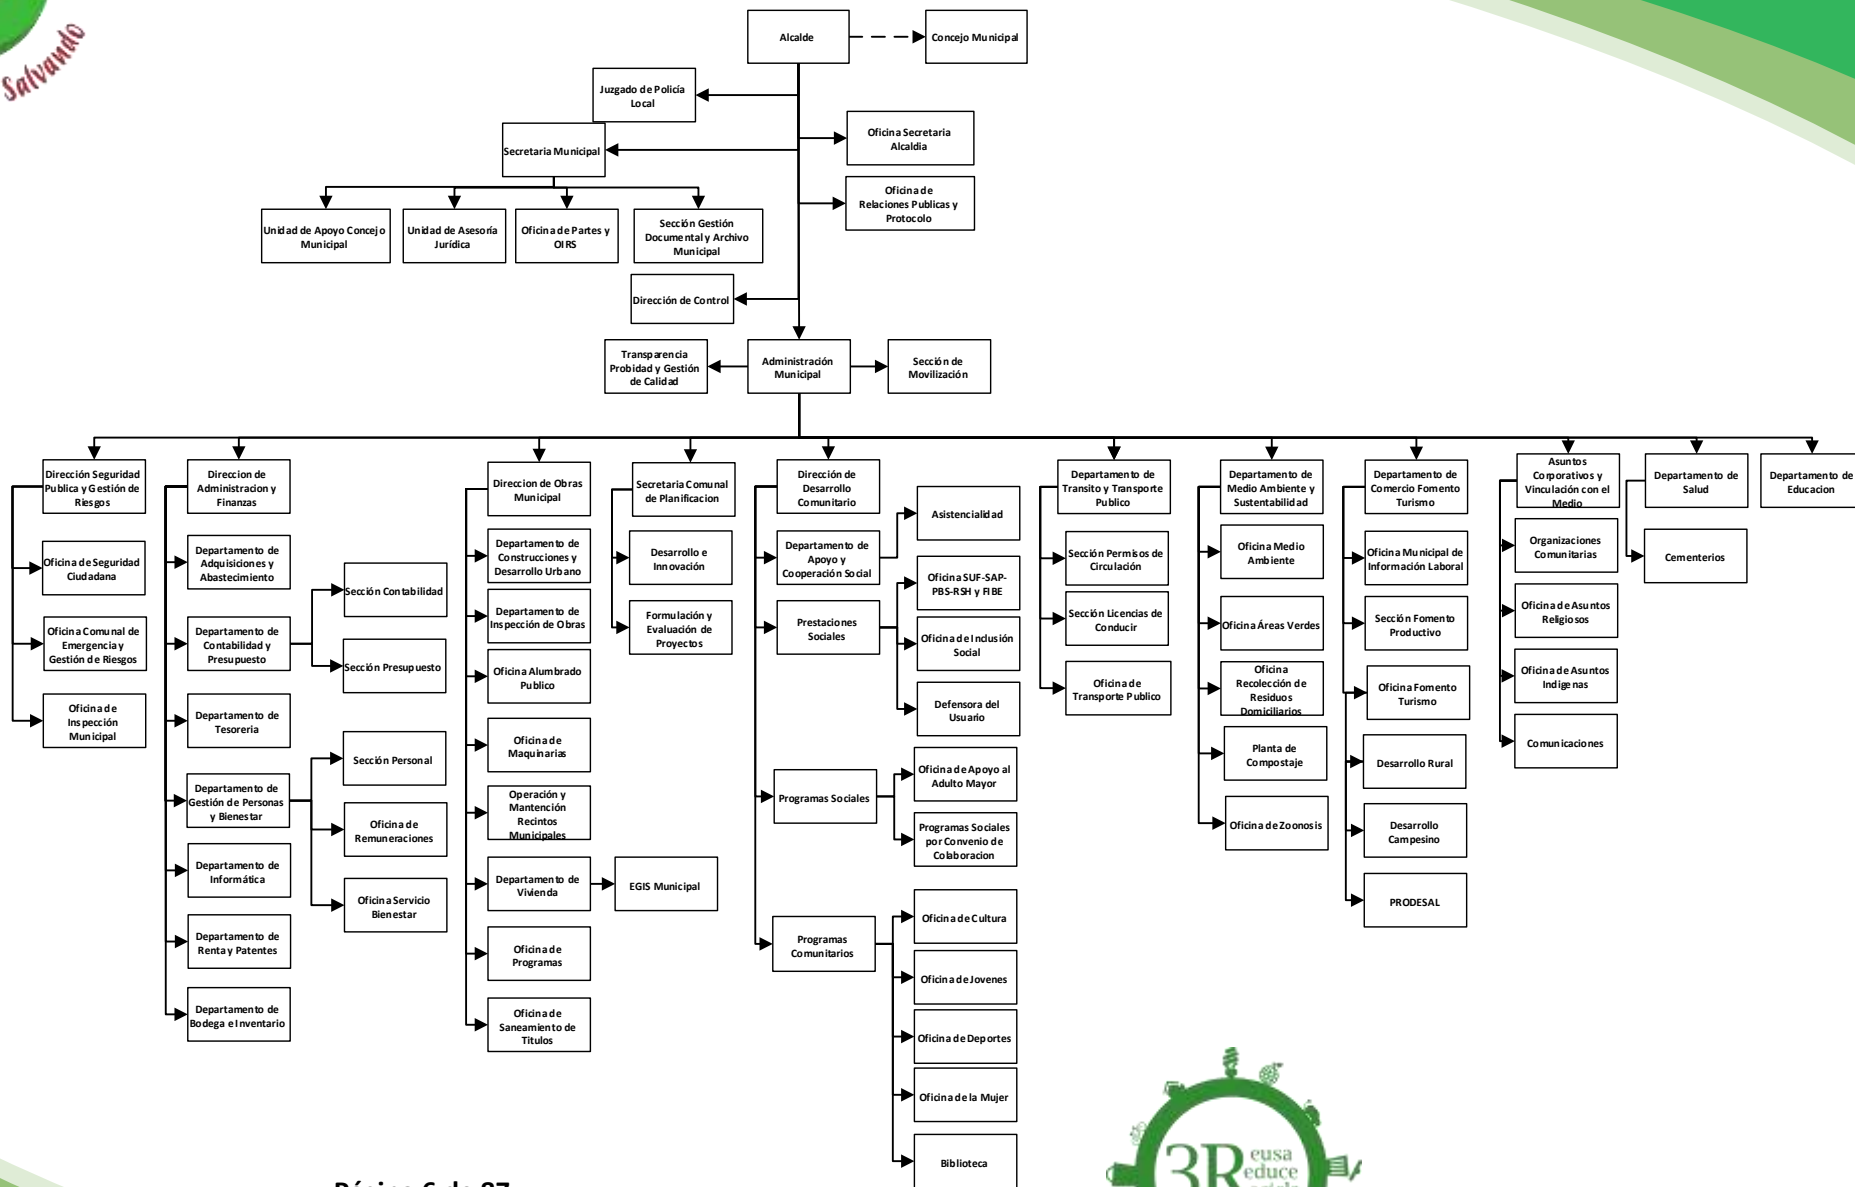 Salvando
Alcalde
Concejo Municipal
Juzgado de Policía
Local
Oficina Secretaria
Alcaldia
Secretaria Municipal
Oficina de
Relaciones Publicas y
Protocolo
Unidad de Apoyo Concejo
Municipal
Unidad de Asesoría
Jurídica
Oficina de Partes y
OIRS
Sección Gestión
Documental y Archivo
Municipal
Dirección de Control
Transparencia
Probidad y Gestión
de Calidad
Administración
Municipal
Sección de
Movilización
Dirección Seguridad
Publica y Gestión de
Riesgos
Oficina de Seguridad
Ciudadana
Oficina Comunal de
Emergencia y
Gestión de Riesgos
Oficina de
Inspección
Municipal
Direccion de
Administracion y
Finanzas
Departamento de
Adquisiciones y
Abastecimiento
Departamento de
Contabilidad y
Presupuesto
Sección Contabilidad
Sección Presupuesto
Departamento de
Tesoreria
Departamento de
Gestión de Personas
y Bienestar
Sección Personal
Oficina de
Remuneraciones
Oficina Servicio
Bienestar
Departamento de
Informática
Departamento de
Renta y Patentes
Departamento de
Bodega e Inventario
Direccion de Obras
Municipal
Departamento de
Construcciones y
Desarrollo Urbano
Departamento de
Inspección de Obras
Oficina Alumbrado
Publico
Oficina de
Maquinarias
Operación y
Mantención
Recintos
Municipales
Departamento de
Vivienda
EGIS Municipal
Oficina de
Programas
Oficina de
Saneamiento de
Titulos
Secretaria Comunal
de Planificacion
Desarrollo e
Innovación
Formulación y
Evaluación de
Proyectos
Dirección de
Desarrollo
Comunitario
Departamento de
Apoyo y
Cooperación Social
Asistencialidad
Prestaciones
Sociales
Oficina SUF-SAP-
PBS-RSH y FIBE
Oficina de Inclusión
Social
Defensora del
Usuario
Programas Sociales
Oficina de Apoyo al
Adulto Mayor
Programas Sociales
por Convenio de
Colaboracion
Programas
Comunitarios
Oficina de Cultura
Oficina de Jovenes
Oficina de Deportes
Oficina de la Mujer
Biblioteca
Departamento de
Transito y Transporte
Publico
Sección Permisos de
Circulación
Sección Licencias de
Conducir
Oficina de
Transporte Publico
Departamento de
Medio Ambiente y
Sustentabilidad
Oficina Medio
Ambiente
Oficina Áreas Verdes
Oficina
Recolección de
Residuos
Domiciliarios
Planta de
Compostaje
Oficina de Zoonosis
Departamento de
Comercio Fomento
Turismo
Oficina Municipal de
Información Laboral
Sección Fomento
Productivo
Oficina Fomento
Turismo
Desarrollo Rural
Desarrollo
Campesino
PRODESAL
Asuntos
Corporativos y
Vinculación con el
Medio
Organizaciones
Comunitarias
Oficina de Asuntos
Religiosos
Oficina de Asuntos
Indigenas
Comunicaciones
Departamento de
Salud
Cementerios
Departamento de
Educacion
3R
eusa
educe
Página 6 de 87